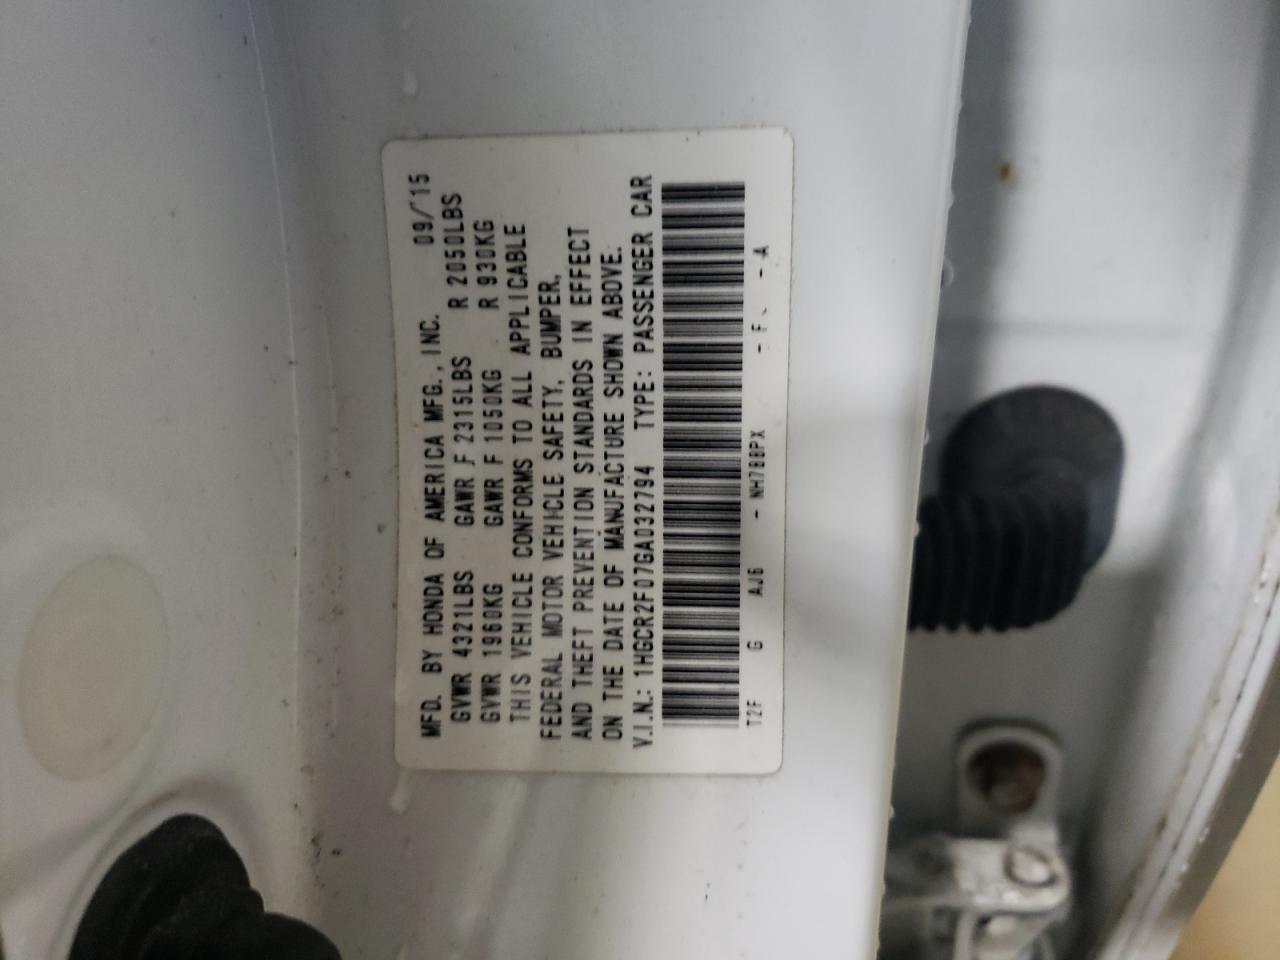 MFD. BY HONDA OF AMERICA MFG., INC. 09/15
GVWR 4321LBS GAWR F 2315LBS R 2050LBS
GVWR 1960KG GAWR F 1050KG R 930KG
THIS VEHICLE CONFORMS TO ALL APPLICABLE
FEDERAL MOTOR VEHICLE SAFETY, BUMPER,
AND THEFT PREVENTION STANDARDS IN EFFECT
ON THE DATE OF MANUFACTURE SHOWN ABOVE.
V.I.N.: 1HGCR2F07GA032794 TYPE: PASSENGER CAR
T2F G AJ6 - NH788PX - - A